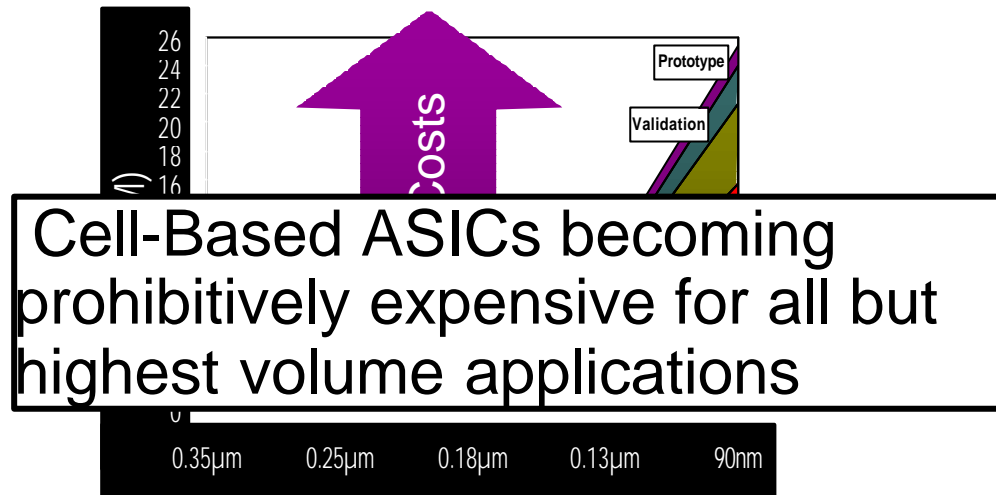 26
24
22
20
18
16
Costs
Prototype
Validation
Cell-Based ASICs becoming
prohibitively expensive for all but
highest volume applications
0
0.35µm 0.25µm 0.18µm 0.13µm 90nm